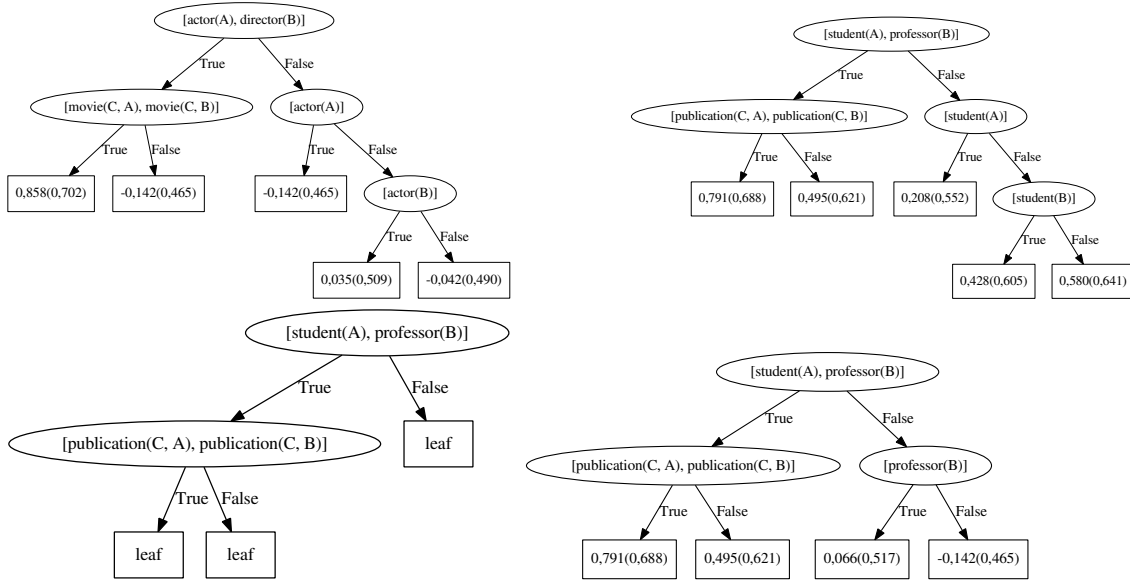 [actor(A), director(B)]
True
False
[movie(C, A), movie(C, B)]
[actor(A)]
True
False
True
False
0,858(0,702)
-0,142(0,465)
-0,142(0,465)
[actor(B)]
True
False
0,035(0,509)
-0,042(0,490)
[student(A), professor(B)]
True
False
[publication(C, A), publication(C, B)]
[student(A)]
True
False
True
False
0,791(0,688)
0,495(0,621)
0,208(0,552)
[student(B)]
True
False
0,428(0,605)
0,580(0,641)
[student(A), professor(B)]
True
False
[publication(C, A), publication(C, B)]
leaf
True
False
leaf
leaf
[student(A), professor(B)]
True
False
[publication(C, A), publication(C, B)]
[professor(B)]
True
False
True
False
0,791(0,688)
0,495(0,621)
0,066(0,517)
-0,142(0,465)